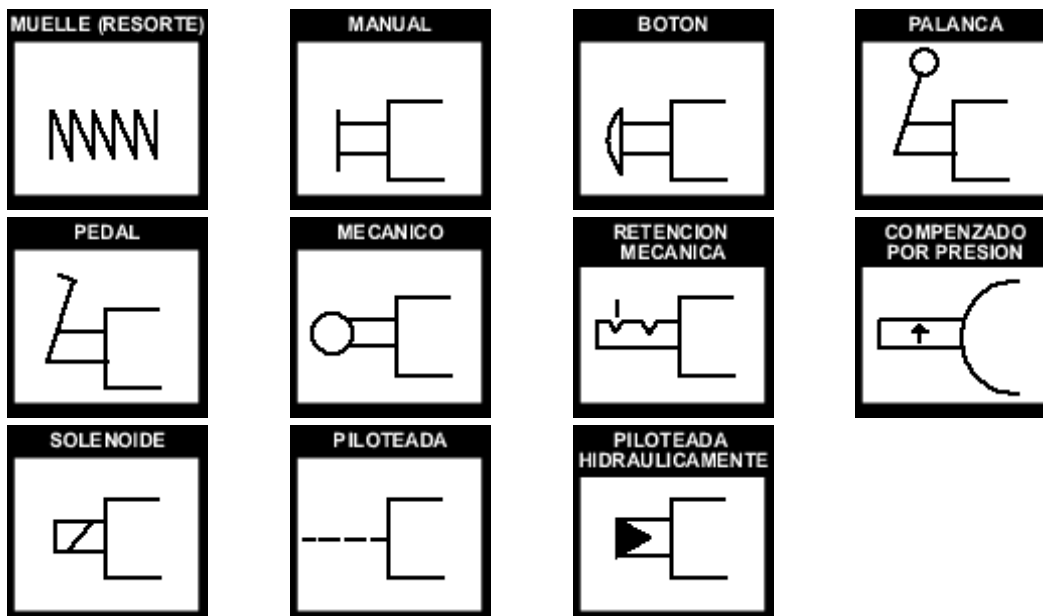 MUELLE (RESORTE)
MANUAL
BOTON
PALANCA
PEDAL
MECANICO
RETENCION
MECANICA
COMPENZADO
POR PRESION
SOLENOIDE
PILOTEADA
PILOTEADA
HIDRAULICAMENTE